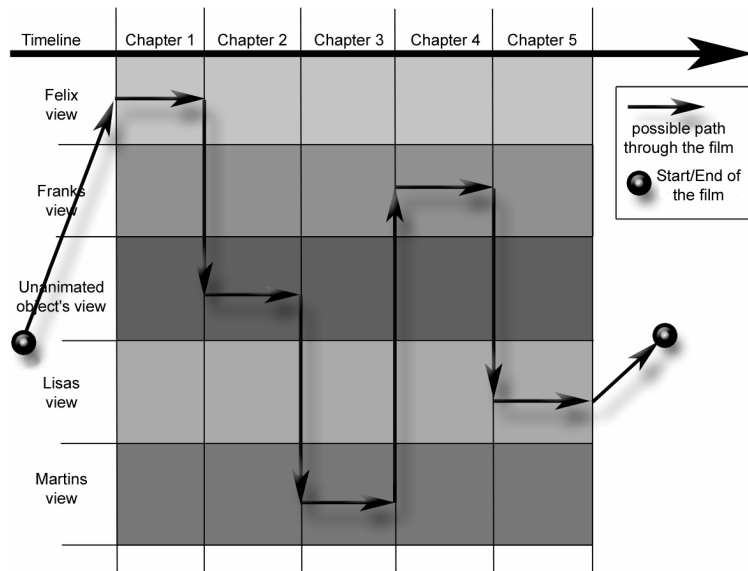 Timeline
Chapter 1
Chapter 2
Chapter 3
Chapter 4
Chapter 5
Felix
view
Franks
view
Unanimated
object's view
Lisas
view
Martins
view
possible path
through the film
Start/End of
the film